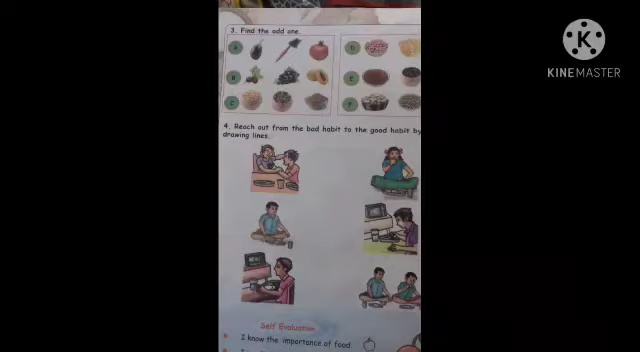 3. Find the odd one.
A
D
B
E
C
F
4. Reach out from the bad habit to the good habit by
drawing lines.
Self Evaluation
I know the importance of food.
K
KINEMASTER